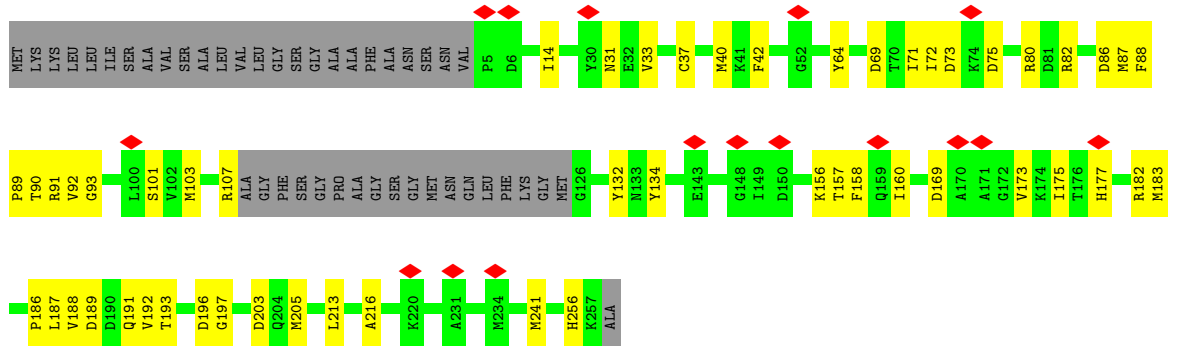 MET LYS LYS LEU LEU ILE SER ALA VAL SER ALA LEU VAL LEU GLY SER GLY ALA ALA PHE ALA ASN SER ASN VAL P5 D6 I14 Y30 N31 E32 V33 C37 M40 K41 F42 G52 Y64 D69 T70 I71 I72 D73 K74 D75 R80 D81 R82 D86 M87 F88
P89 T90 R91 V92 G93 L100 S101 V102 M103 R107 ALA GLY PHE SER GLY PRO ALA GLY SER GLY MET ASN GLN LEU PHE LYS GLY MET G126 Y132 N133 Y134 E143 G148 I149 D150 K156 T157 F158 Q159 I160 D169 A170 A171 G172 V173 K174 I175 T176 H177 R182 M183
P186 L187 V188 D189 D190 Q191 V192 T193 D196 G197 D203 Q204 M205 L213 A216 K220 A231 M234 M241 H256 K257 ALA